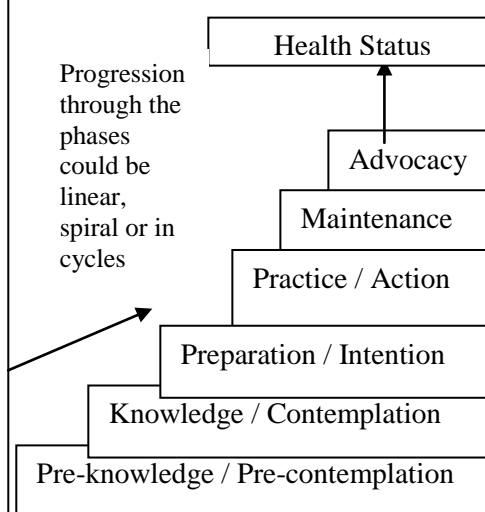 Health Status
Progression
through the
phases
could be
linear,
spiral or in
cycles
Advocacy
Maintenance
Practice / Action
Preparation / Intention
Knowledge / Contemplation
Pre-knowledge / Pre-contemplation